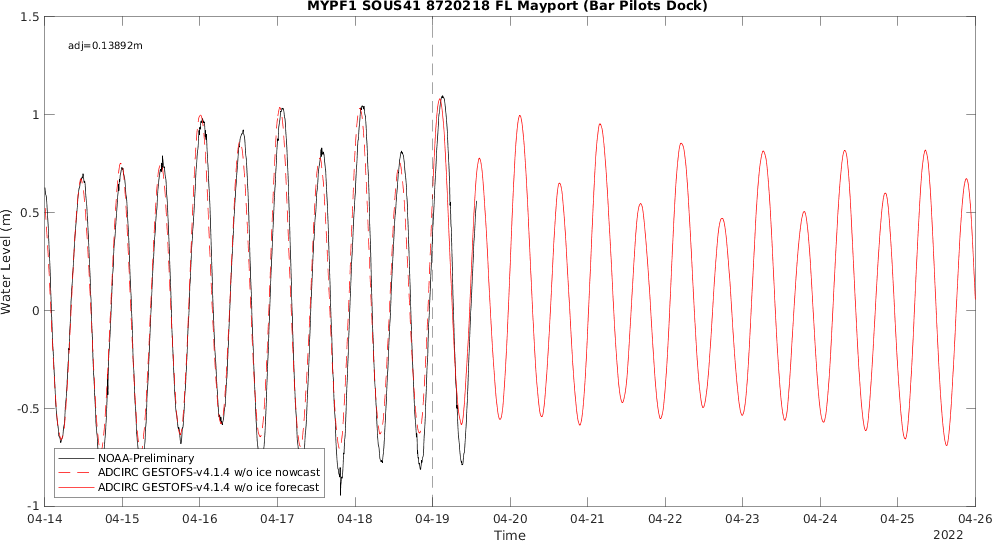 MYPF1 SOUS41 8720218 FL Mayport (Bar Pilots Dock)
1.5
adj=0.13892m
1
0.5
0
-0.5
-1
Water Level (m)
NOAA-Preliminary
ADCIRC GESTOFS-v4.1.4 w/o ice nowcast
ADCIRC GESTOFS-v4.1.4 w/o ice forecast
04-14 04-15 04-16 04-17 04-18 04-19 04-20 04-21 04-22 04-23 04-24 04-25 04-26
Time
2022